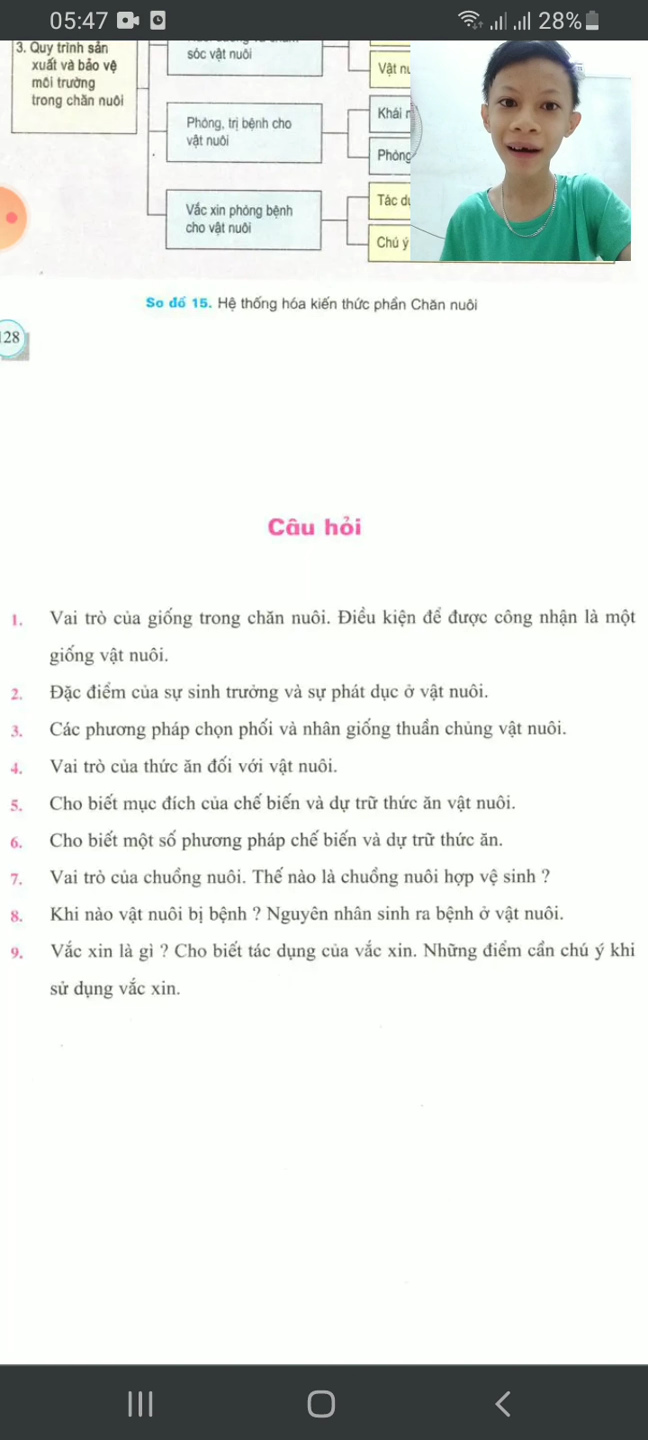 05:47
28%
3. Quy trình sản
xuất và bảo vệ
môi trường
trong chăn nuôi
sóc vật nuôi
Phòng, trị bệnh cho
vật nuôi
Vắc xin phòng bệnh
cho vật nuôi
Vật
Khái
Phòng
Tác
Chú ý
Sơ đồ 15. Hệ thống hóa kiến thức phần Chăn nuôi
128
Câu hỏi
1. Vai trò của giống trong chăn nuôi. Điều kiện để được công nhận là một
giống vật nuôi.
2. Đặc điểm của sự sinh trưởng và sự phát dục ở vật nuôi.
3. Các phương pháp chọn phối và nhân giống thuần chủng vật nuôi.
4. Vai trò của thức ăn đối với vật nuôi.
5. Cho biết mục đích của chế biến và dự trữ thức ăn vật nuôi.
6. Cho biết một số phương pháp chế biến và dự trữ thức ăn.
7. Vai trò của chuồng nuôi. Thế nào là chuồng nuôi hợp vệ sinh ?
8. Khi nào vật nuôi bị bệnh ? Nguyên nhân sinh ra bệnh ở vật nuôi.
9. Vắc xin là gì ? Cho biết tác dụng của vắc xin. Những điểm cần chú ý khi
sử dụng vắc xin.